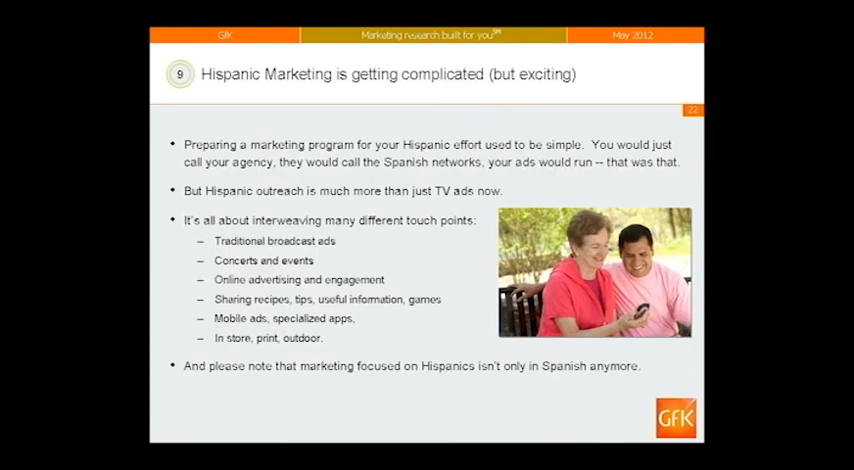 GfK Marketing research built for you℠ May 2012
9 Hispanic Marketing is getting complicated (but exciting)
22
• Preparing a marketing program for your Hispanic effort used to be simple. You would just
call your agency, they would call the Spanish networks, your ads would run -- that was that.
• But Hispanic outreach is much more than just TV ads now.
• It's all about interweaving many different touch points:
– Traditional broadcast ads
– Concerts and events
– Online advertising and engagement
– Sharing recipes, tips, useful information, games
– Mobile ads, specialized apps,
– In store, print, outdoor.
• And please note that marketing focused on Hispanics isn't only in Spanish anymore.
GfK